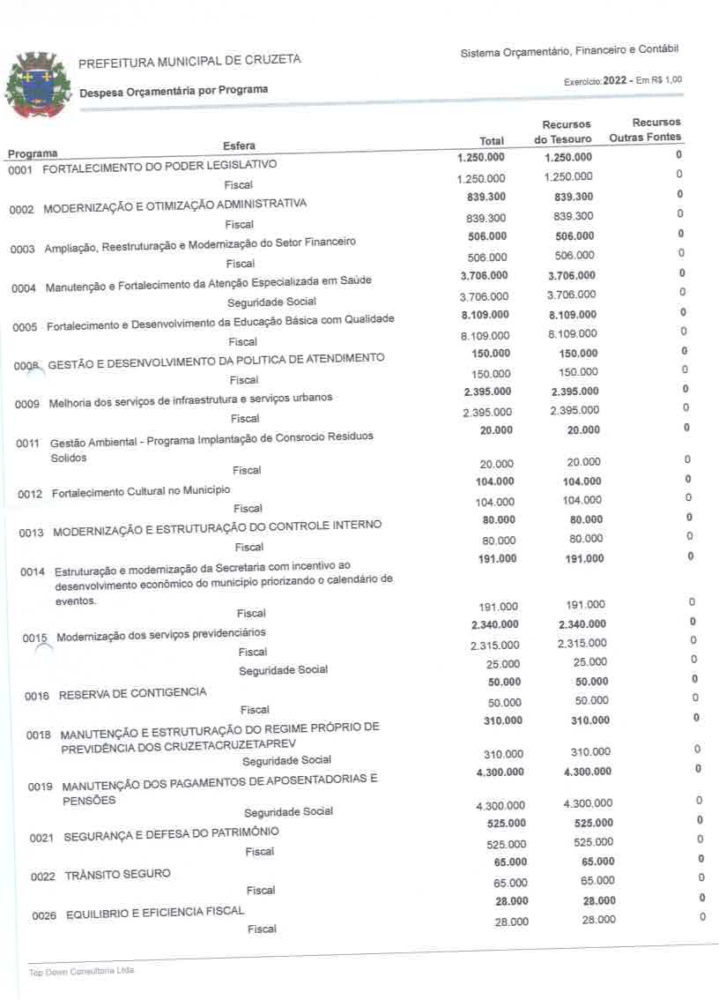 PREFEITURA MUNICIPAL DE CRUZETA
Sistema Orçamentário, Financeiro e Contábil
Despesa Orçamentária por Programa
Exercício: 2022 - Em R$ 1,00
Programa Esfera Total Recursos do Tesouro Recursos Outras Fontes
0001 FORTALECIMENTO DO PODER LEGISLATIVO 1.250.000 1.250.000 0
Fiscal 1.250.000 1.250.000 0
0002 MODERNIZAÇÃO E OTIMIZAÇÃO ADMINISTRATIVA 839.300 839.300 0
Fiscal 839.300 839.300 0
0003 Ampliação, Reestruturação e Modernização do Setor Financeiro 506.000 506.000 0
Fiscal 506.000 506.000 0
0004 Manutenção e Fortalecimento da Atenção Especializada em Saúde 3.706.000 3.706.000 0
Seguridade Social 3.706.000 3.706.000 0
0005 Fortalecimento e Desenvolvimento da Educação Básica com Qualidade 8.109.000 8.109.000 0
Fiscal 8.109.000 8.109.000 0
GESTÃO E DESENVOLVIMENTO DA POLITICA DE ATENDIMENTO 150.000 150.000 0
Fiscal 150.000 150.000 0
0009 Melhoria dos serviços de infraestrutura e serviços urbanos 2.395.000 2.395.000 0
Fiscal 2.395.000 2.395.000 0
0011 Gestão Ambiental - Programa Implantação de Consrocio Residuos 20.000 20.000 0
Solidos
Fiscal 20.000 20.000 0
0012 Fortalecimento Cultural no Município 104.000 104.000 0
Fiscal 104.000 104.000 0
0013 MODERNIZAÇÃO E ESTRUTURAÇÃO DO CONTROLE INTERNO 80.000 80.000 0
Fiscal 80.000 80.000 0
0014 Estruturação e modernização da Secretaria com incentivo ao 191.000 191.000 0
desenvolvimento econômico do município priorizando o calendário de
eventos.
Fiscal 191.000 191.000 0
0015 Modernização dos serviços previdenciários 2.340.000 2.340.000 0
Fiscal 2.315.000 2.315.000 0
Seguridade Social 25.000 25.000 0
0016 RESERVA DE CONTIGENCIA 50.000 50.000 0
Fiscal 50.000 50.000 0
0018 MANUTENÇÃO E ESTRUTURAÇÃO DO REGIME PRÓPRIO DE 310.000 310.000 0
PREVIDÊNCIA DOS CRUZETACRUZETAPREV
Seguridade Social 310.000 310.000 0
0019 MANUTENÇÃO DOS PAGAMENTOS DE APOSENTADORIAS E 4.300.000 4.300.000 0
PENSÕES
Seguridade Social 4.300.000 4.300.000 0
0021 SEGURANÇA E DEFESA DO PATRIMÔNIO 525.000 525.000 0
Fiscal 525.000 525.000 0
0022 TRÂNSITO SEGURO 65.000 65.000 0
Fiscal 65.000 65.000 0
0026 EQUILIBRIO E EFICIENCIA FISCAL 28.000 28.000 0
Fiscal 28.000 28.000 0
Top Down Consultoria Ltda